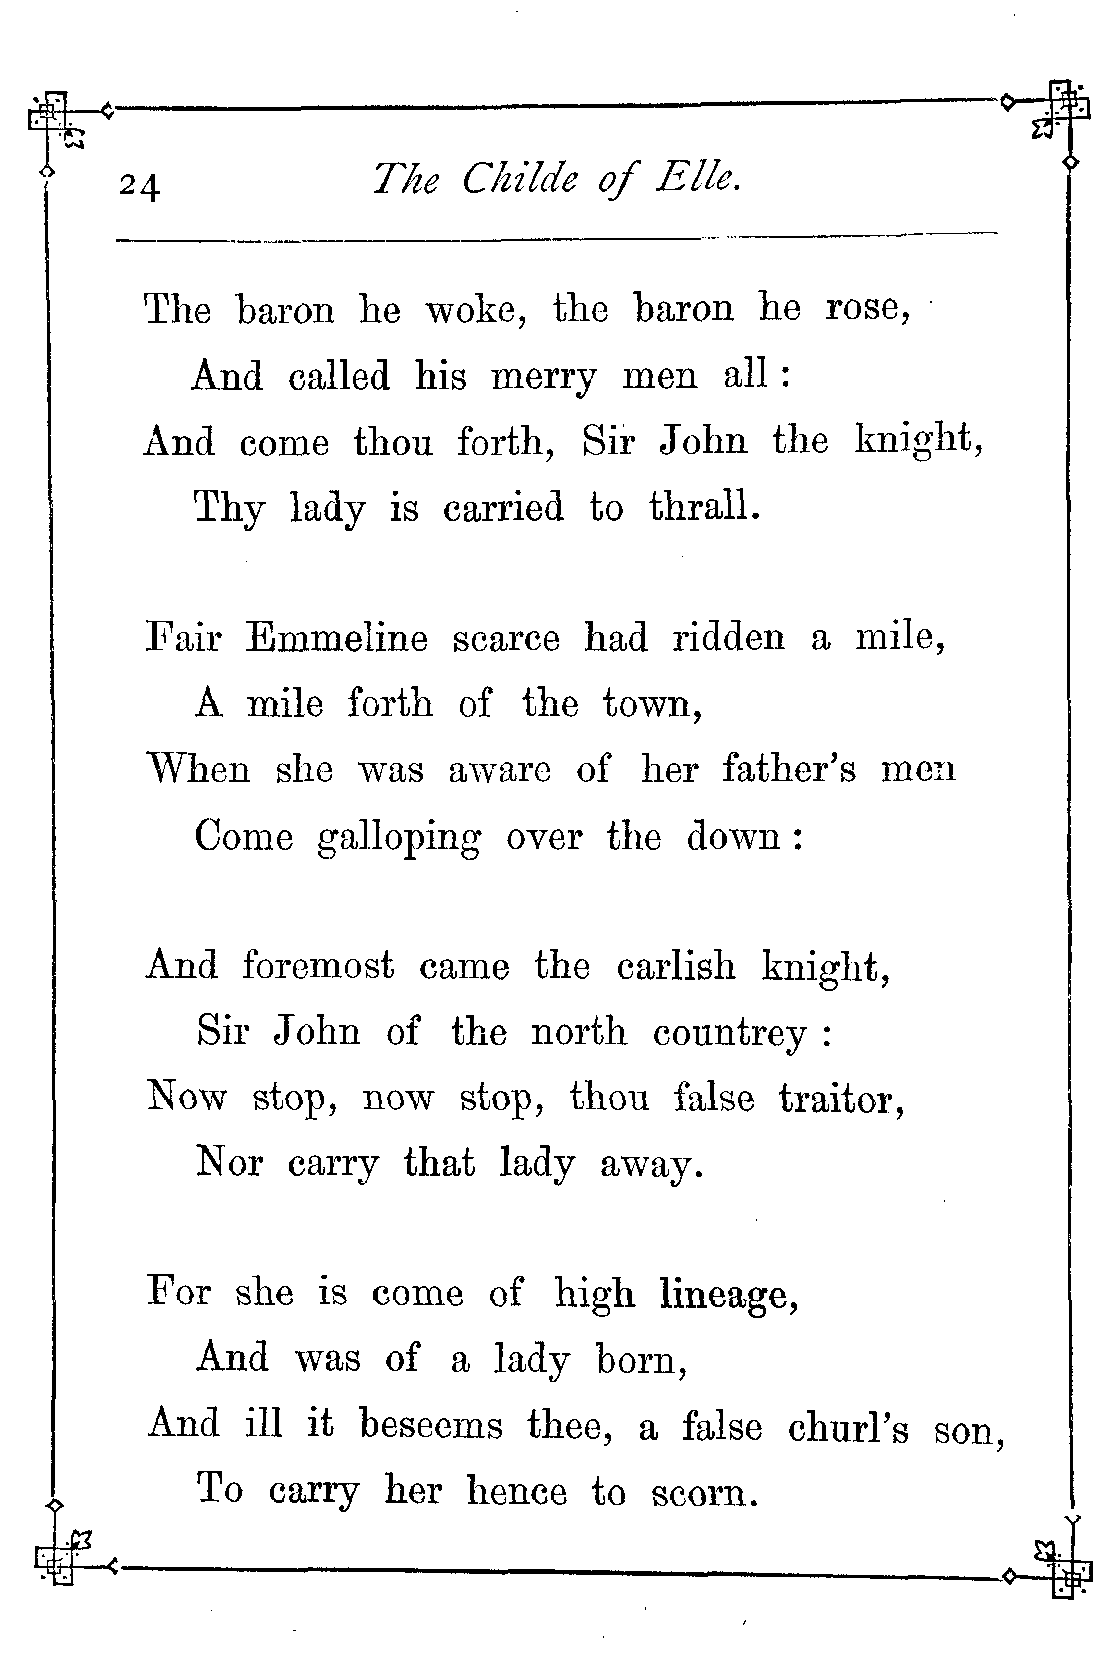 24 The Childe of Elle.
The baron he woke, the baron he rose,
And called his merry men all :
And come thou forth, Sir John the knight,
Thy lady is carried to thrall.
Fair Emmeline scarce had ridden a mile,
A mile forth of the town,
When she was aware of her father's men
Come galloping over the down :
And foremost came the carlish knight,
Sir John of the north countrey :
Now stop, now stop, thou false traitor,
Nor carry that lady away.
For she is come of high lineage,
And was of a lady born,
And ill it beseems thee, a false churl's son,
To carry her hence to scorn.